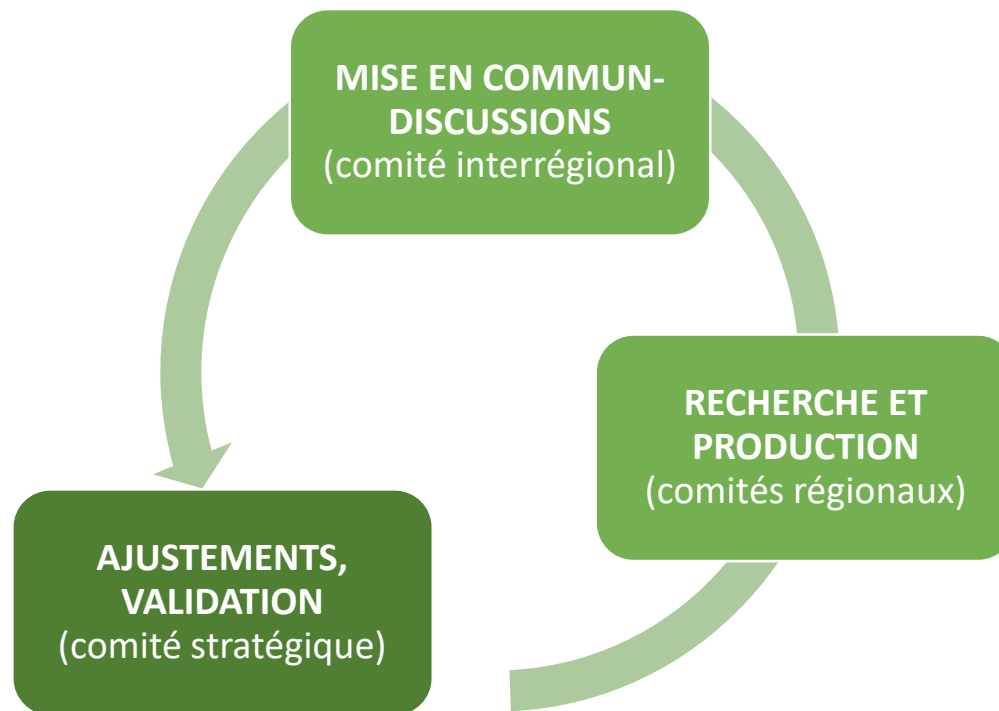 MISE EN COMMUN-
DISCUSSIONS
(comité interrégional)
RECHERCHE ET
PRODUCTION
(comités régionaux)
AJUSTEMENTS,
VALIDATION
(comité stratégique)